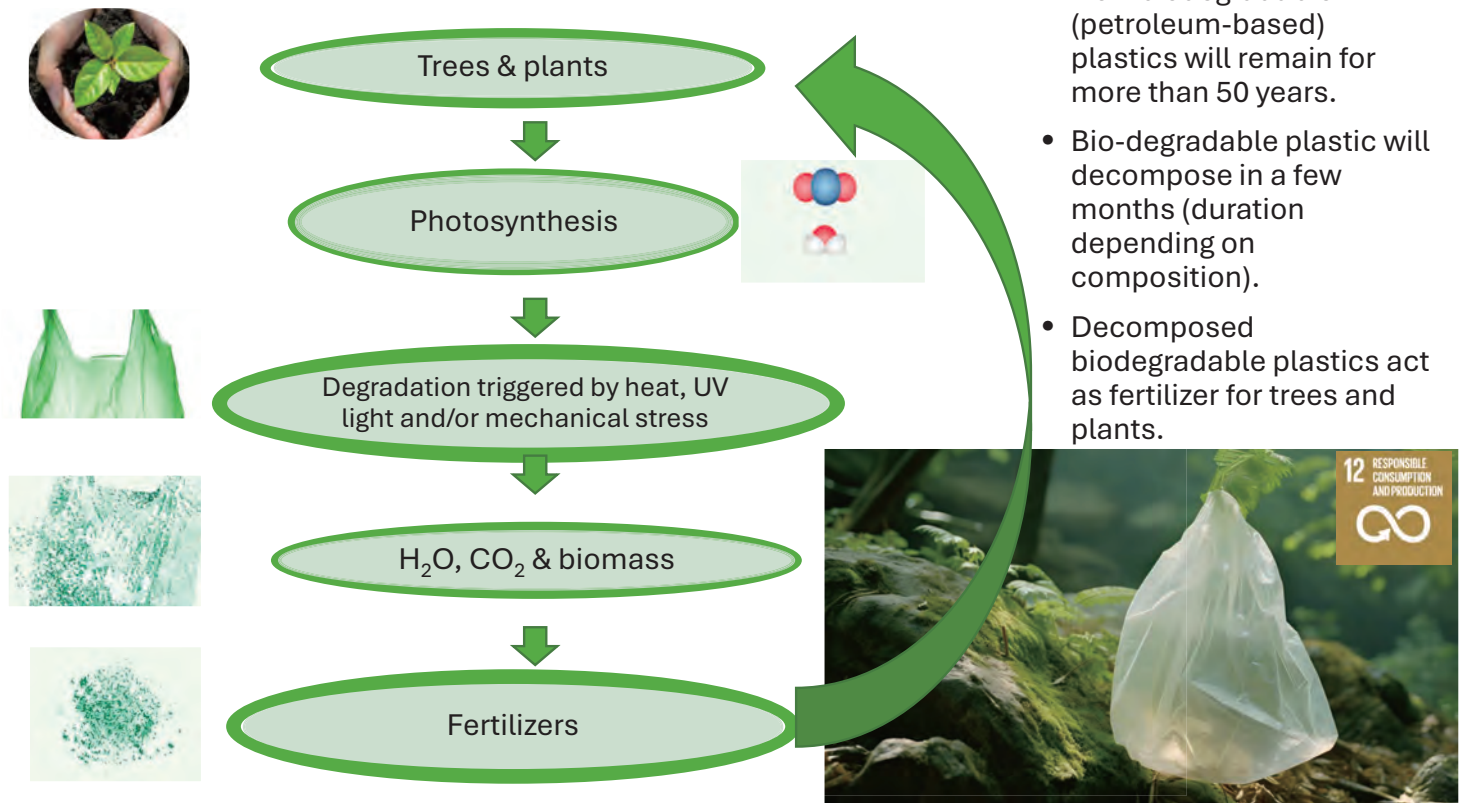 Trees & plants
Photosynthesis
Degradation triggered by heat, UV
light and/or mechanical stress
H₂O, CO₂ & biomass
Fertilizers
(petroleum-based)
plastics will remain for
more than 50 years.
• Bio-degradable plastic will
decompose in a few
months (duration
depending on
composition).
• Decomposed
biodegradable plastics act
as fertilizer for trees and
plants.
12 RESPONSIBLE
CONSUMPTION
AND PRODUCTION